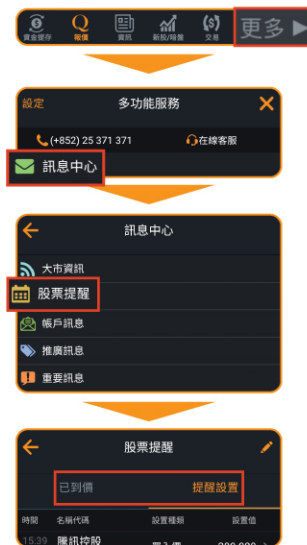 資金提存 報價 資訊 新股/暗盤 交易 更多
設定 多功能服務
(+852) 25 371 371 在線客服
訊息中心
訊息中心
大市資訊
股票提醒
帳戶訊息
推廣訊息
重要訊息
股票提醒
已到價 提醒設置
時間 名稱代碼 設置種類 設置值
15:39 騰訊控股 買入價